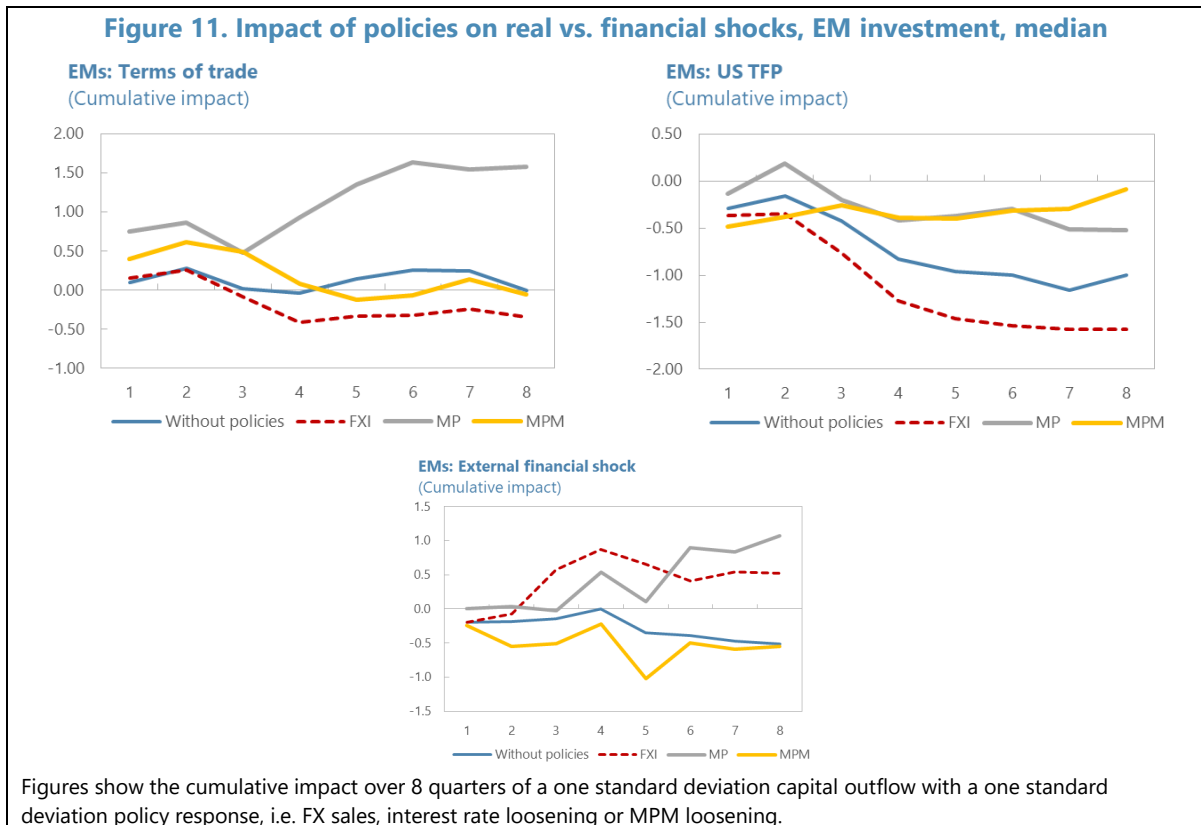 Figure 11. Impact of policies on real vs. financial shocks, EM investment, median
EMs: Terms of trade
(Cumulative impact)
2.00
1.50
1.00
0.50
0.00
-0.50
-1.00
1 2 3 4 5 6 7 8
Without policies FXI MP MPM
EMs: US TFP
(Cumulative impact)
0.50
0.00
-0.50
-1.00
-1.50
-2.00
1 2 3 4 5 6 7 8
Without policies FXI MP MPM
EMs: External financial shock
(Cumulative impact)
1.5
1.0
0.5
0.0
-0.5
-1.0
-1.5
1 2 3 4 5 6 7 8
Without policies FXI MP MPM
Figures show the cumulative impact over 8 quarters of a one standard deviation capital outflow with a one standard
deviation policy response, i.e. FX sales, interest rate loosening or MPM loosening.